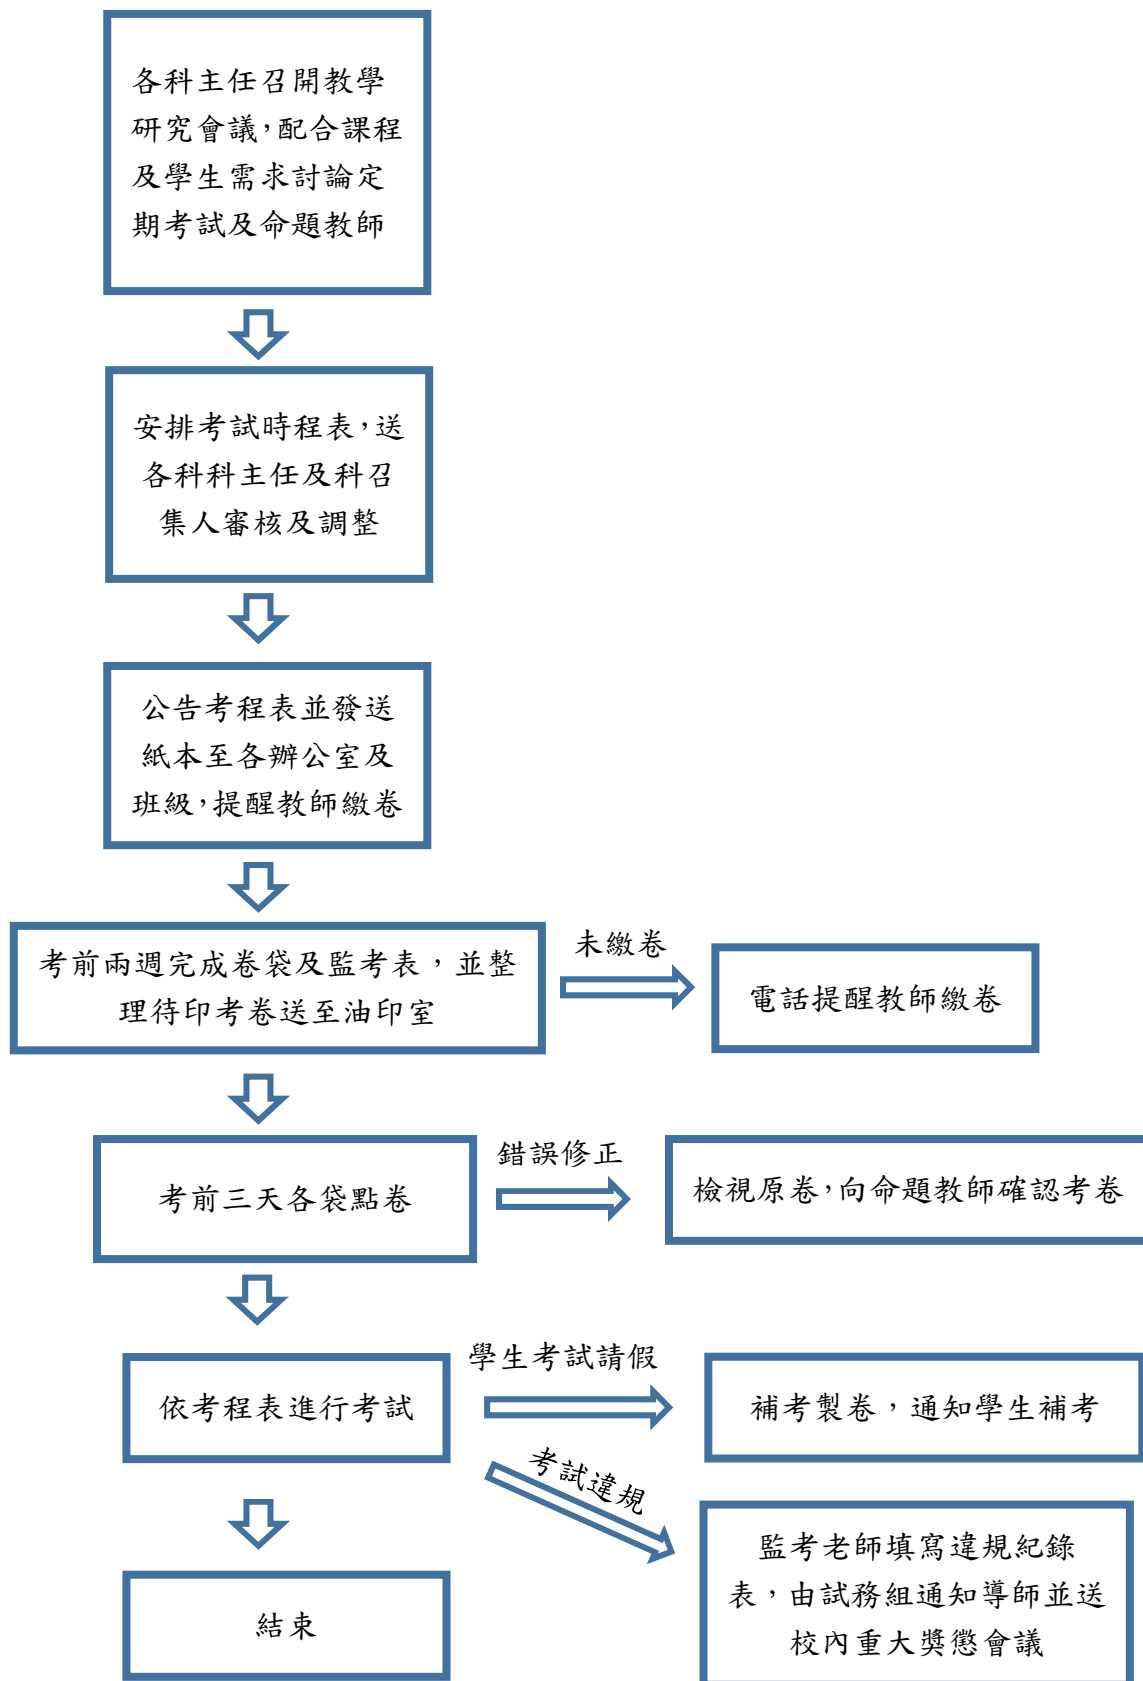 各科主任召開教學
研究會議，配合課程
及學生需求討論定
期考試及命題教師
安排考試時程表，送
各科科主任及科召
集人審核及調整
公告考程表並發送
紙本至各辦公室及
班級，提醒教師繳卷
考前兩週完成卷袋及監考表，並整
理待印考卷送至油印室
未繳卷
電話提醒教師繳卷
考前三天各袋點卷
錯誤修正
檢視原卷，向命題教師確認考卷
依考程表進行考試
學生考試請假
補考製卷，通知學生補考
考試違規
監考老師填寫違規紀錄
表，由試務組通知導師並送
校內重大獎懲會議
結束